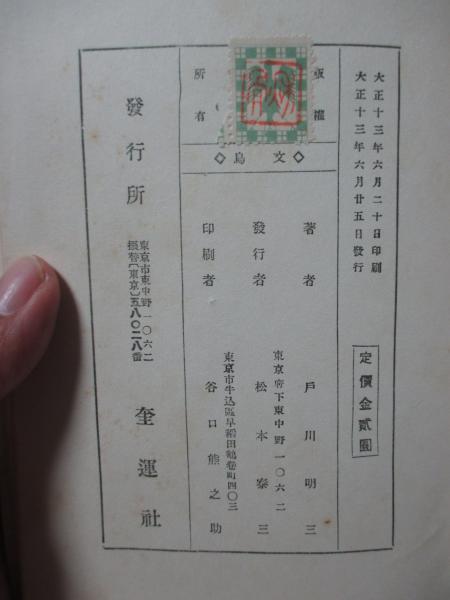 大正十三年六月二十日印刷
大正十三年六月廿五日發行
定價金貳圓
版權
所有
◇文鳥◇
著者 戸川明三
東京府下東中野一〇六二
發行者 松本泰三
東京市牛込區早稲田鶴巻町四〇三
印刷者 谷口熊之助
發行所
東京市東中野一〇六二
振替〔東京〕五八〇二八番
奎運社